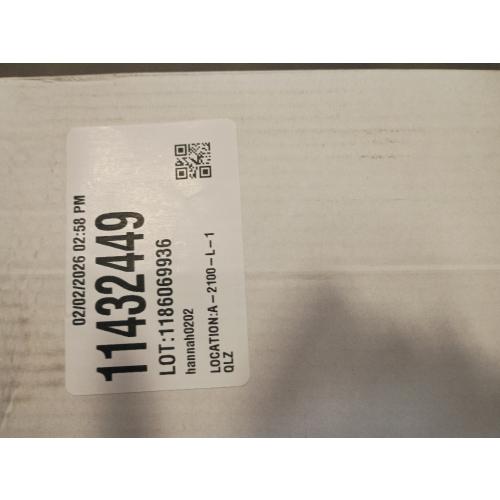 02/02/2026 02:58 PM
11432449
LOT:1186069936
hannah0202
LOCATION:A-2100-L-1
QLZ